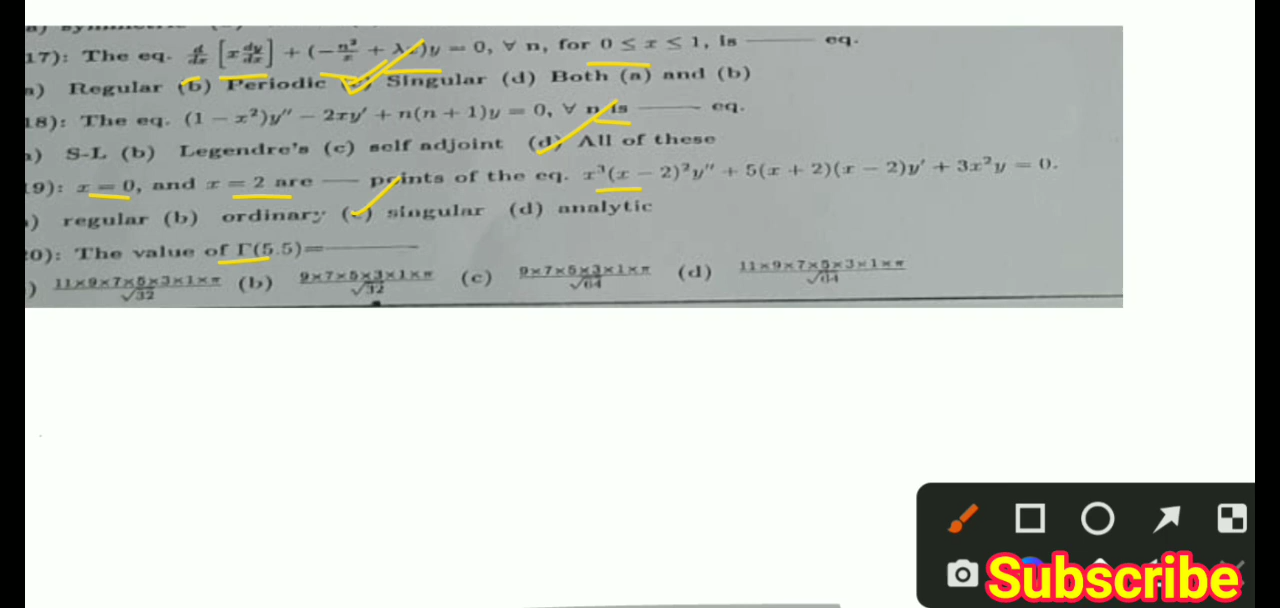 17): The eq. d/dx [x dy/dx] + (−n²/x + λx)y = 0, ∀ n, for 0 ≤ x ≤ 1, is ——— eq.
a) Regular (b) Periodic (c) Singular (d) Both (a) and (b)
18): The eq. (1 − x²)y″ − 2xy′ + n(n + 1)y = 0, ∀ n is ——— eq.
) S-L (b) Legendre's (c) self adjoint (d) All of these
19): x = 0, and x = 2 are —— points of the eq. x³(x − 2)²y″ + 5(x + 2)(x − 2)y′ + 3x²y = 0.
) regular (b) ordinary (c) singular (d) analytic
20): The value of Γ(5.5)=————
) 11×9×7×5×3×1×π/√32 (b) 9×7×5×3×1×π/√32 (c) 9×7×5×3×1×π/√64 (d) 11×9×7×5×3×1×π/√64
Subscribe